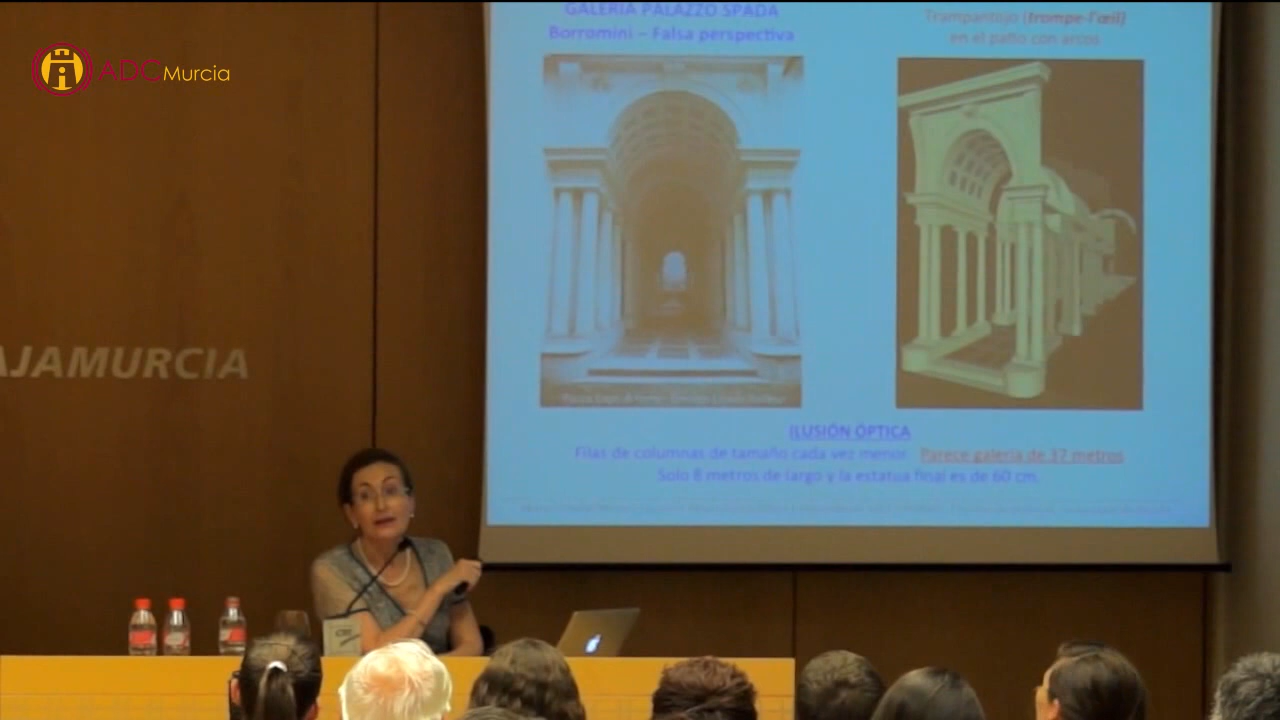 ADCMurcia
GALERIA PALAZZO SPADA
Borromini – Falsa perspectiva
Trampantojo (trompe-l'œil)
en el patio con arcos
AJAMURCIA
ILUSIÓN ÓPTICA
Filas de columnas de tamaño cada vez menor. Parece galería de 37 metros
Solo 8 metros de largo y la estatua final es de 60 cm.